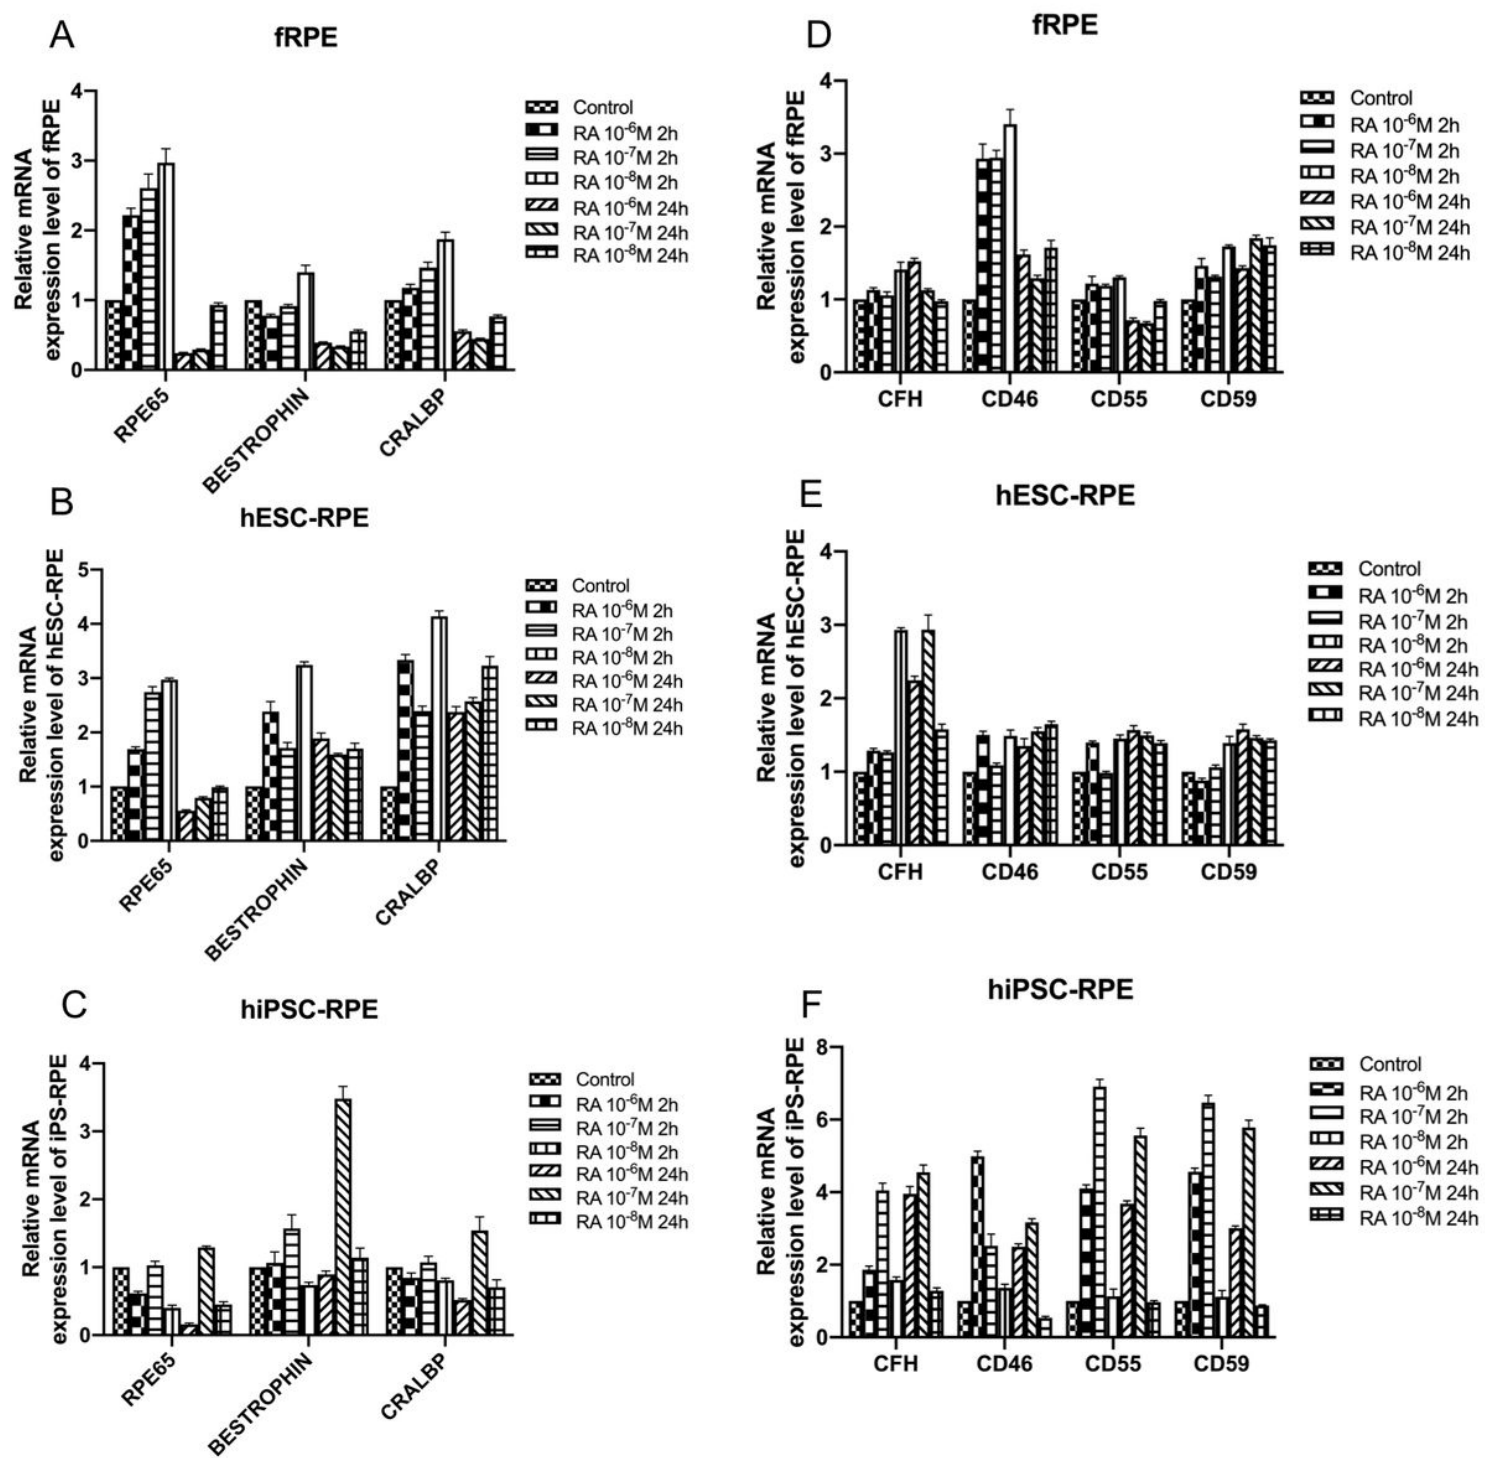 A
fRPE
Relative mRNA
expression level of fRPE
4
3
2
1
0
RPE65
BESTROPHIN
CRALBP
Control
RA 10⁻⁶M 2h
RA 10⁻⁷M 2h
RA 10⁻⁸M 2h
RA 10⁻⁶M 24h
RA 10⁻⁷M 24h
RA 10⁻⁸M 24h
D
fRPE
Relative mRNA
expression level of fRPE
4
3
2
1
0
CFH
CD46
CD55
CD59
Control
RA 10⁻⁶M 2h
RA 10⁻⁷M 2h
RA 10⁻⁸M 2h
RA 10⁻⁶M 24h
RA 10⁻⁷M 24h
RA 10⁻⁸M 24h
B
hESC-RPE
Relative mRNA
expression level of hESC-RPE
5
4
3
2
1
0
RPE65
BESTROPHIN
CRALBP
Control
RA 10⁻⁶M 2h
RA 10⁻⁷M 2h
RA 10⁻⁸M 2h
RA 10⁻⁶M 24h
RA 10⁻⁷M 24h
RA 10⁻⁸M 24h
E
hESC-RPE
Relative mRNA
expression level of hESC-RPE
4
3
2
1
0
CFH
CD46
CD55
CD59
Control
RA 10⁻⁶M 2h
RA 10⁻⁷M 2h
RA 10⁻⁸M 2h
RA 10⁻⁶M 24h
RA 10⁻⁷M 24h
RA 10⁻⁸M 24h
C
hiPSC-RPE
Relative mRNA
expression level of iPS-RPE
4
3
2
1
0
RPE65
BESTROPHIN
CRALBP
Control
RA 10⁻⁶M 2h
RA 10⁻⁷M 2h
RA 10⁻⁸M 2h
RA 10⁻⁶M 24h
RA 10⁻⁷M 24h
RA 10⁻⁸M 24h
F
hiPSC-RPE
Relative mRNA
expression level of iPS-RPE
8
6
4
2
0
CFH
CD46
CD55
CD59
Control
RA 10⁻⁶M 2h
RA 10⁻⁷M 2h
RA 10⁻⁸M 2h
RA 10⁻⁶M 24h
RA 10⁻⁷M 24h
RA 10⁻⁸M 24h